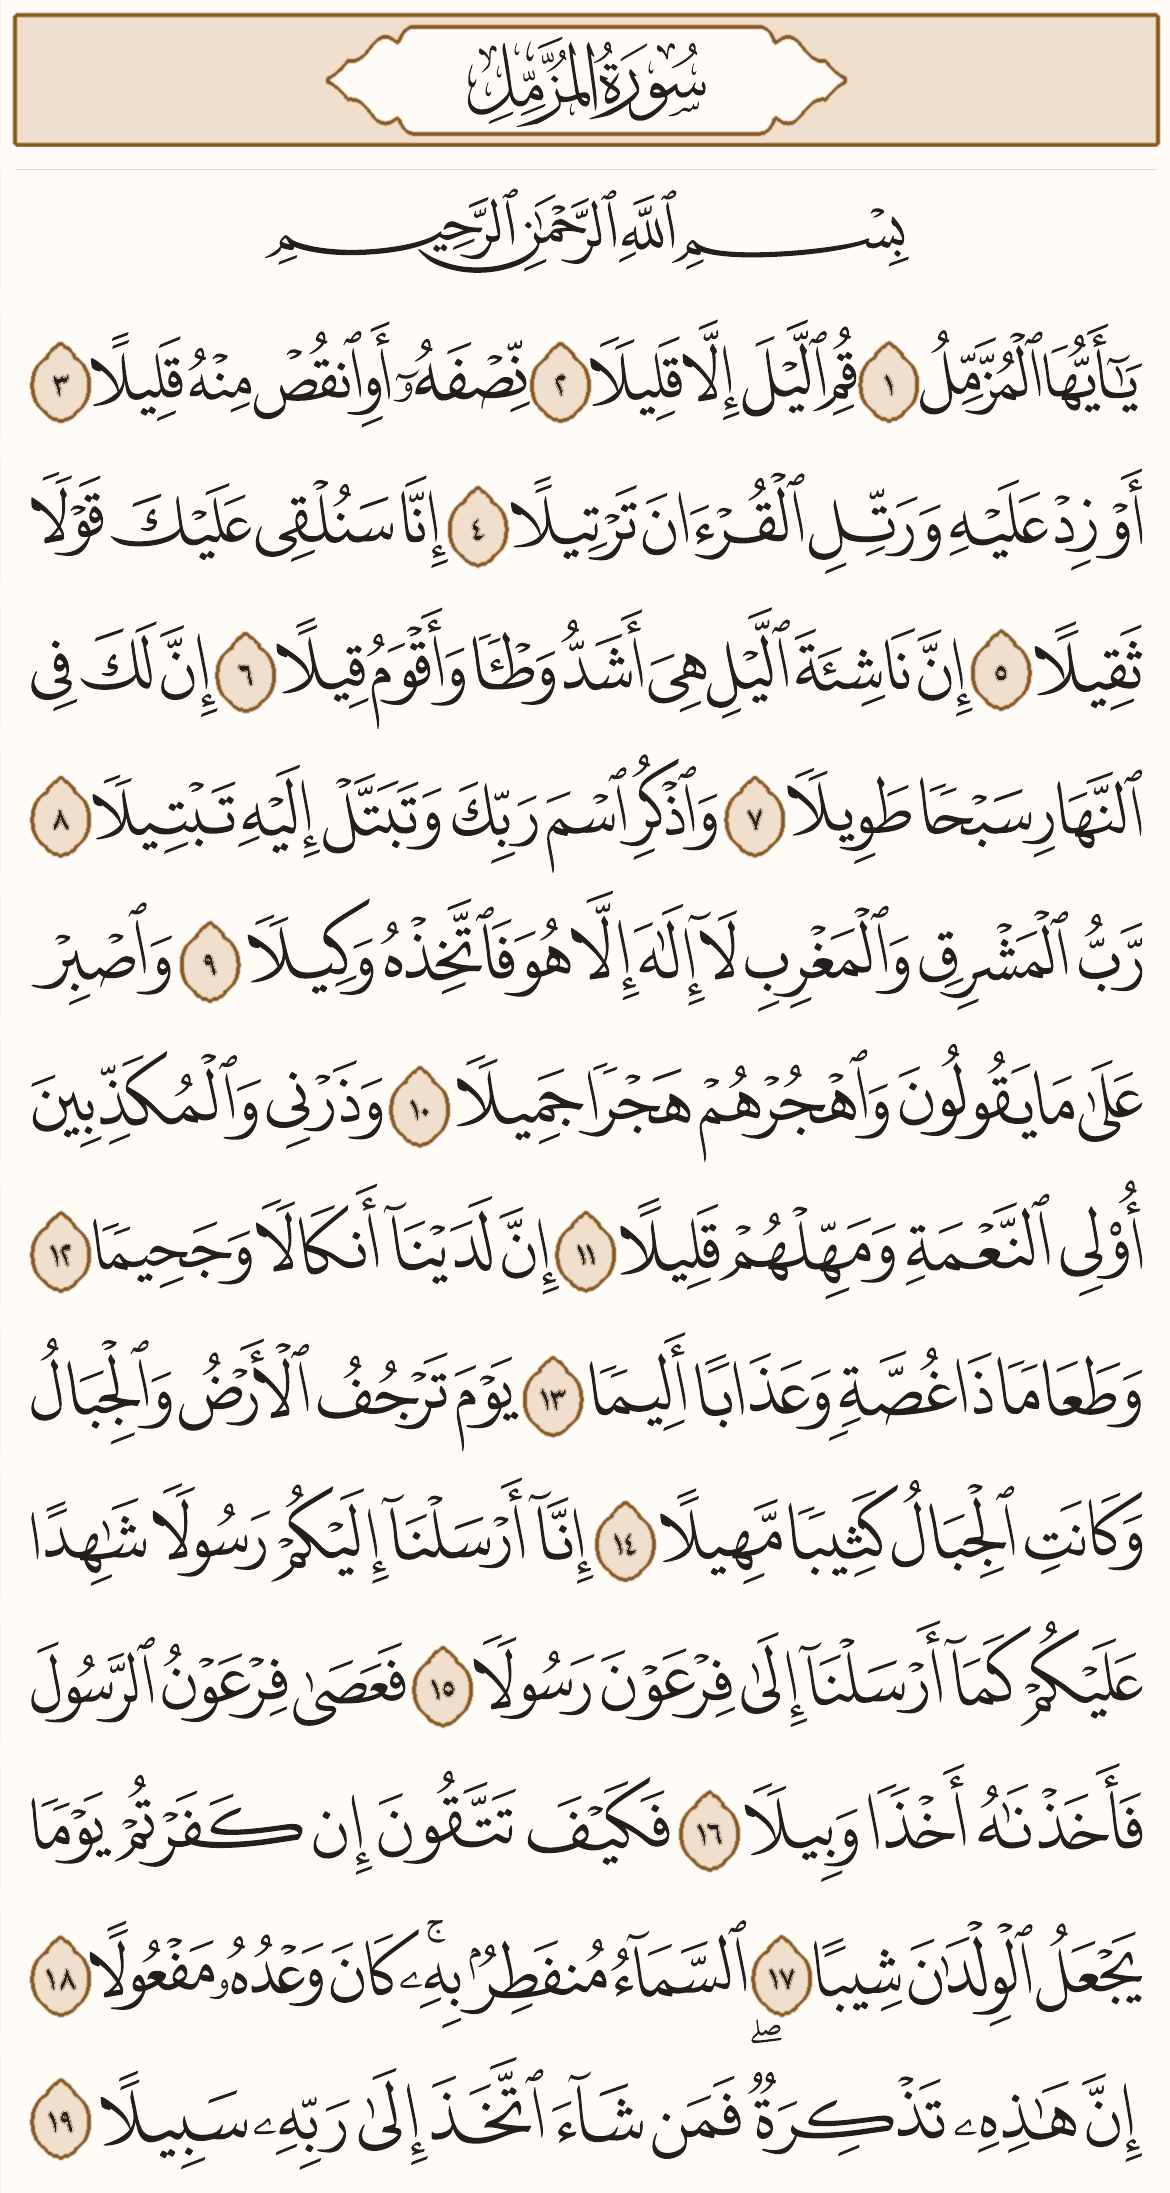 سُورَةُ الْمُزَّمِّلِ
بِسْمِ ٱللَّهِ ٱلرَّحْمَٰنِ ٱلرَّحِيمِ
يَٰٓأَيُّهَا ٱلْمُزَّمِّلُ ١ قُمِ ٱلَّيْلَ إِلَّا قَلِيلًا ٢ نِّصْفَهُۥٓ أَوِ ٱنقُصْ مِنْهُ قَلِيلًا ٣
أَوْ زِدْ عَلَيْهِ وَرَتِّلِ ٱلْقُرْءَانَ تَرْتِيلًا ٤ إِنَّا سَنُلْقِى عَلَيْكَ قَوْلًا
ثَقِيلًا ٥ إِنَّ نَاشِئَةَ ٱلَّيْلِ هِىَ أَشَدُّ وَطْـًٔا وَأَقْوَمُ قِيلًا ٦ إِنَّ لَكَ فِى
ٱلنَّهَارِ سَبْحًا طَوِيلًا ٧ وَٱذْكُرِ ٱسْمَ رَبِّكَ وَتَبَتَّلْ إِلَيْهِ تَبْتِيلًا ٨
رَّبُّ ٱلْمَشْرِقِ وَٱلْمَغْرِبِ لَآ إِلَٰهَ إِلَّا هُوَ فَٱتَّخِذْهُ وَكِيلًا ٩ وَٱصْبِرْ
عَلَىٰ مَا يَقُولُونَ وَٱهْجُرْهُمْ هَجْرًا جَمِيلًا ١٠ وَذَرْنِى وَٱلْمُكَذِّبِينَ
أُو۟لِى ٱلنَّعْمَةِ وَمَهِّلْهُمْ قَلِيلًا ١١ إِنَّ لَدَيْنَآ أَنكَالًا وَجَحِيمًا ١٢
وَطَعَامًا ذَا غُصَّةٍ وَعَذَابًا أَلِيمًا ١٣ يَوْمَ تَرْجُفُ ٱلْأَرْضُ وَٱلْجِبَالُ
وَكَانَتِ ٱلْجِبَالُ كَثِيبًا مَّهِيلًا ١٤ إِنَّآ أَرْسَلْنَآ إِلَيْكُمْ رَسُولًا شَٰهِدًا
عَلَيْكُمْ كَمَآ أَرْسَلْنَآ إِلَىٰ فِرْعَوْنَ رَسُولًا ١٥ فَعَصَىٰ فِرْعَوْنُ ٱلرَّسُولَ
فَأَخَذْنَٰهُ أَخْذًا وَبِيلًا ١٦ فَكَيْفَ تَتَّقُونَ إِن كَفَرْتُمْ يَوْمًا
يَجْعَلُ ٱلْوِلْدَٰنَ شِيبًا ١٧ ٱلسَّمَآءُ مُنفَطِرٌۢ بِهِۦ ۚ كَانَ وَعْدُهُۥ مَفْعُولًا ١٨
إِنَّ هَٰذِهِۦ تَذْكِرَةٌ ۖ فَمَن شَآءَ ٱتَّخَذَ إِلَىٰ رَبِّهِۦ سَبِيلًا ١٩